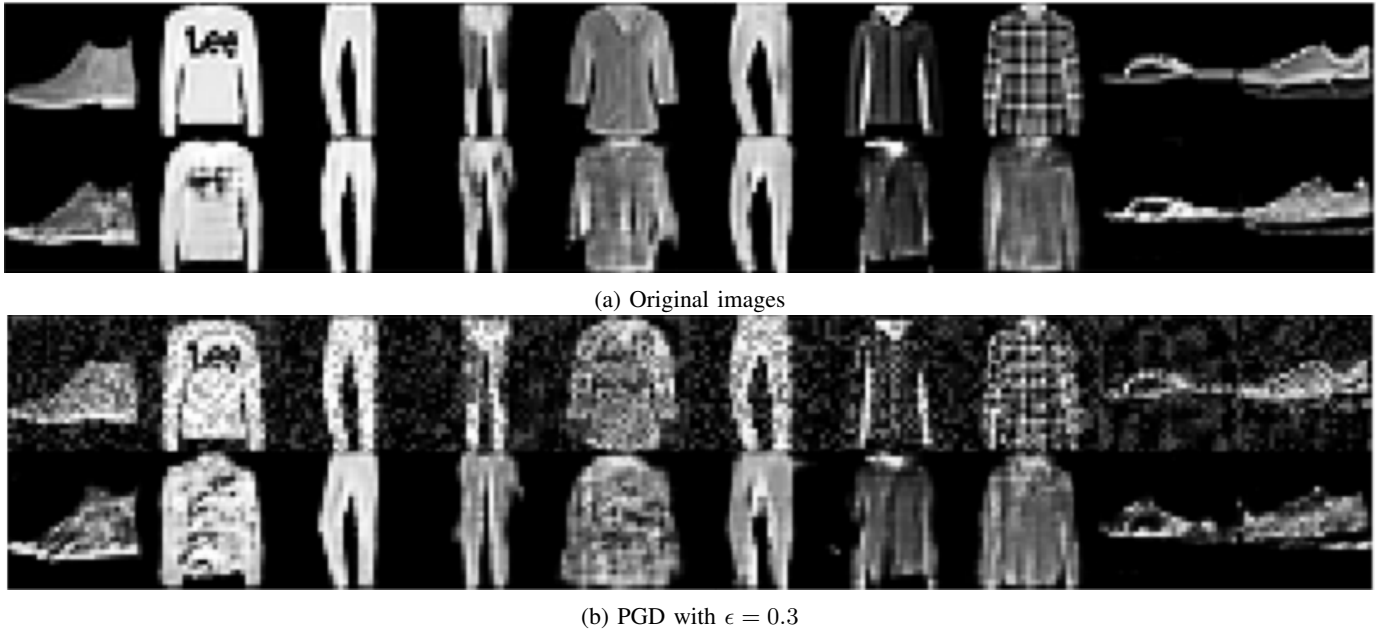 Lee
(a) Original images
Lee
(b) PGD with ϵ = 0.3